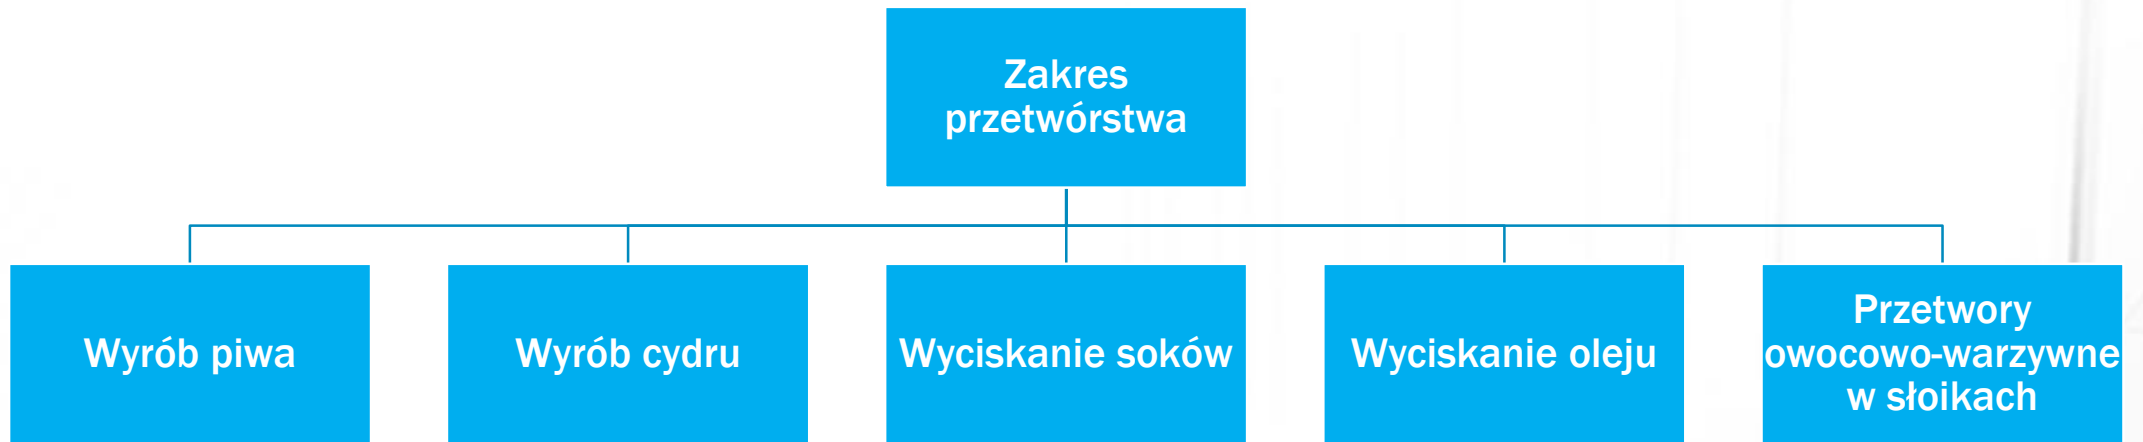 Zakres
przetwórstwa
Wyrób piwa
Wyrób cydru
Wyciskanie soków
Wyciskanie oleju
Przetwory
owocowo-warzywne
w słoikach